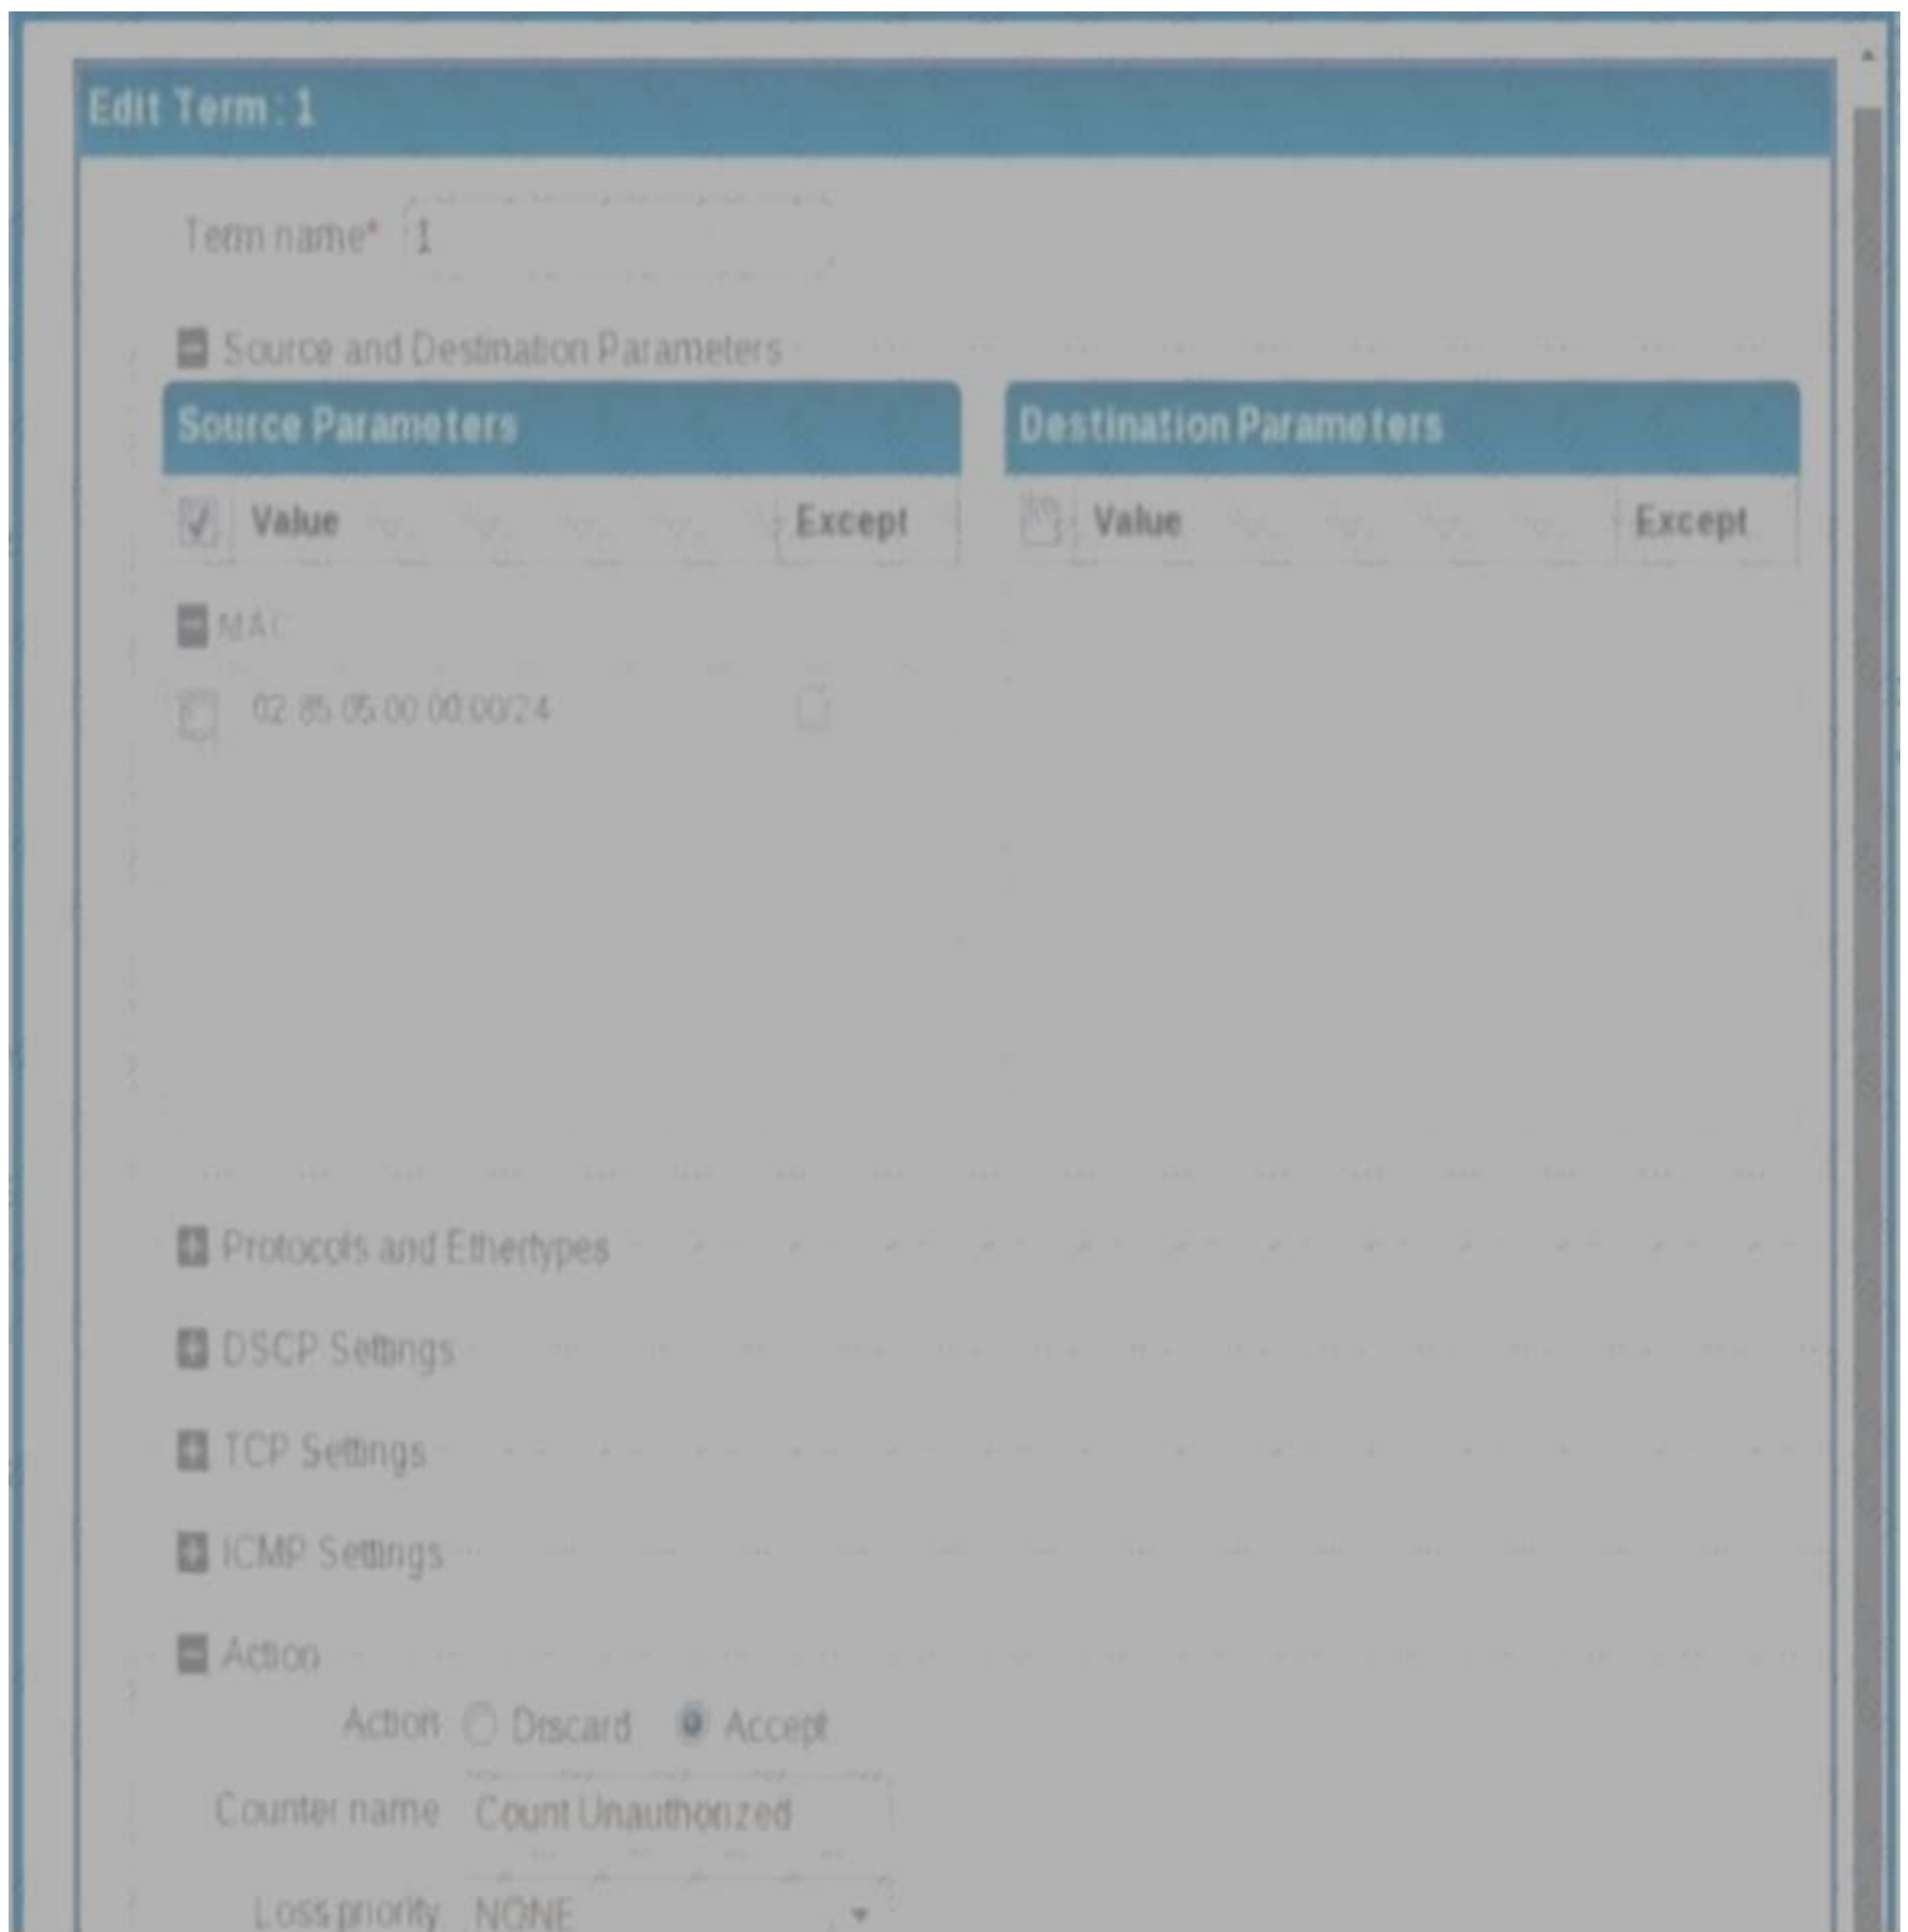 Edit Term : 1
Term name* 1
Source and Destination Parameters
Source Parameters
Destination Parameters
Value Except
Value Except
MAC
02 85 05 00 00 00/24
Protocols and Ethertypes
DSCP Settings
TCP Settings
ICMP Settings
Action
Action Discard Accept
Counter name Count Unauthorized
Loss priority NONE